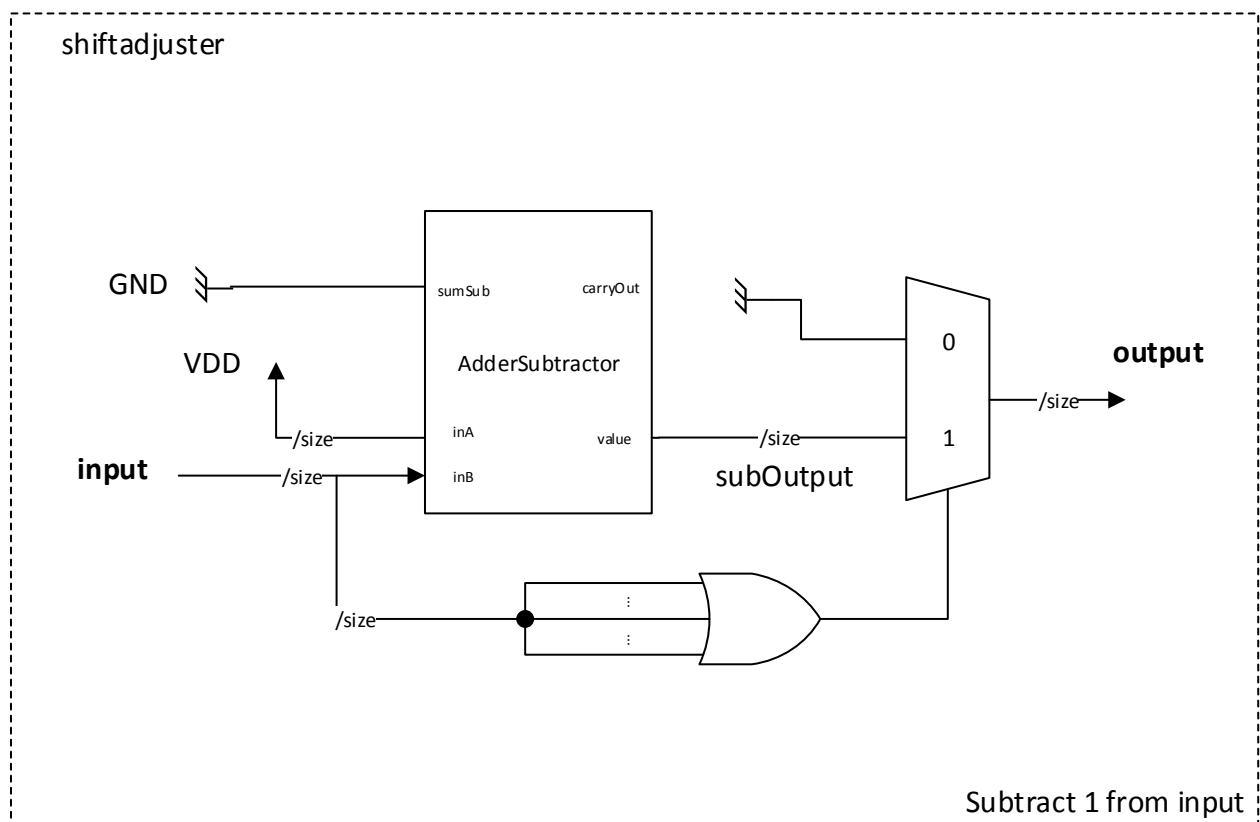 shiftadjuster
GND
sumSub
carryOut
0
output
VDD
AdderSubtractor
/size
/size
inA
value
/size
1
input
/size
inB
subOutput
/size
⋮
⋮
Subtract 1 from input